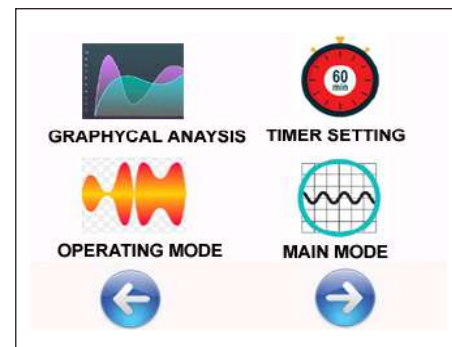 60
min
GRAPHYCAL ANAYSIS
TIMER SETTING
OPERATING MODE
MAIN MODE